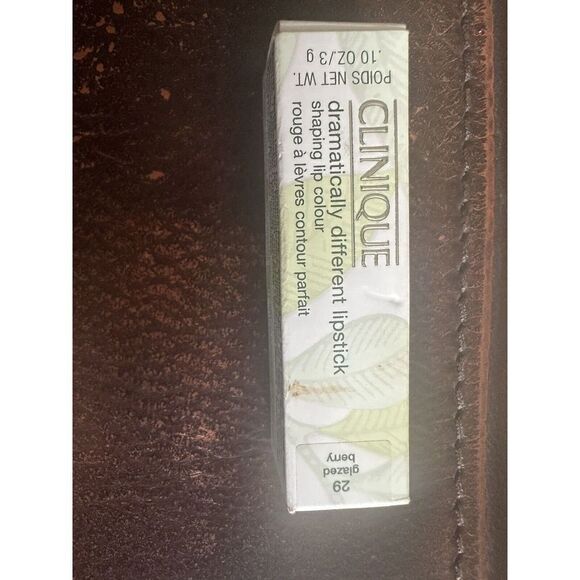 CLINIQUE
dramatically different lipstick
shaping lip colour
rouge à lèvres contour parfait
POIDS NET WT.
.10 OZ./3 g
29
glazed
berry